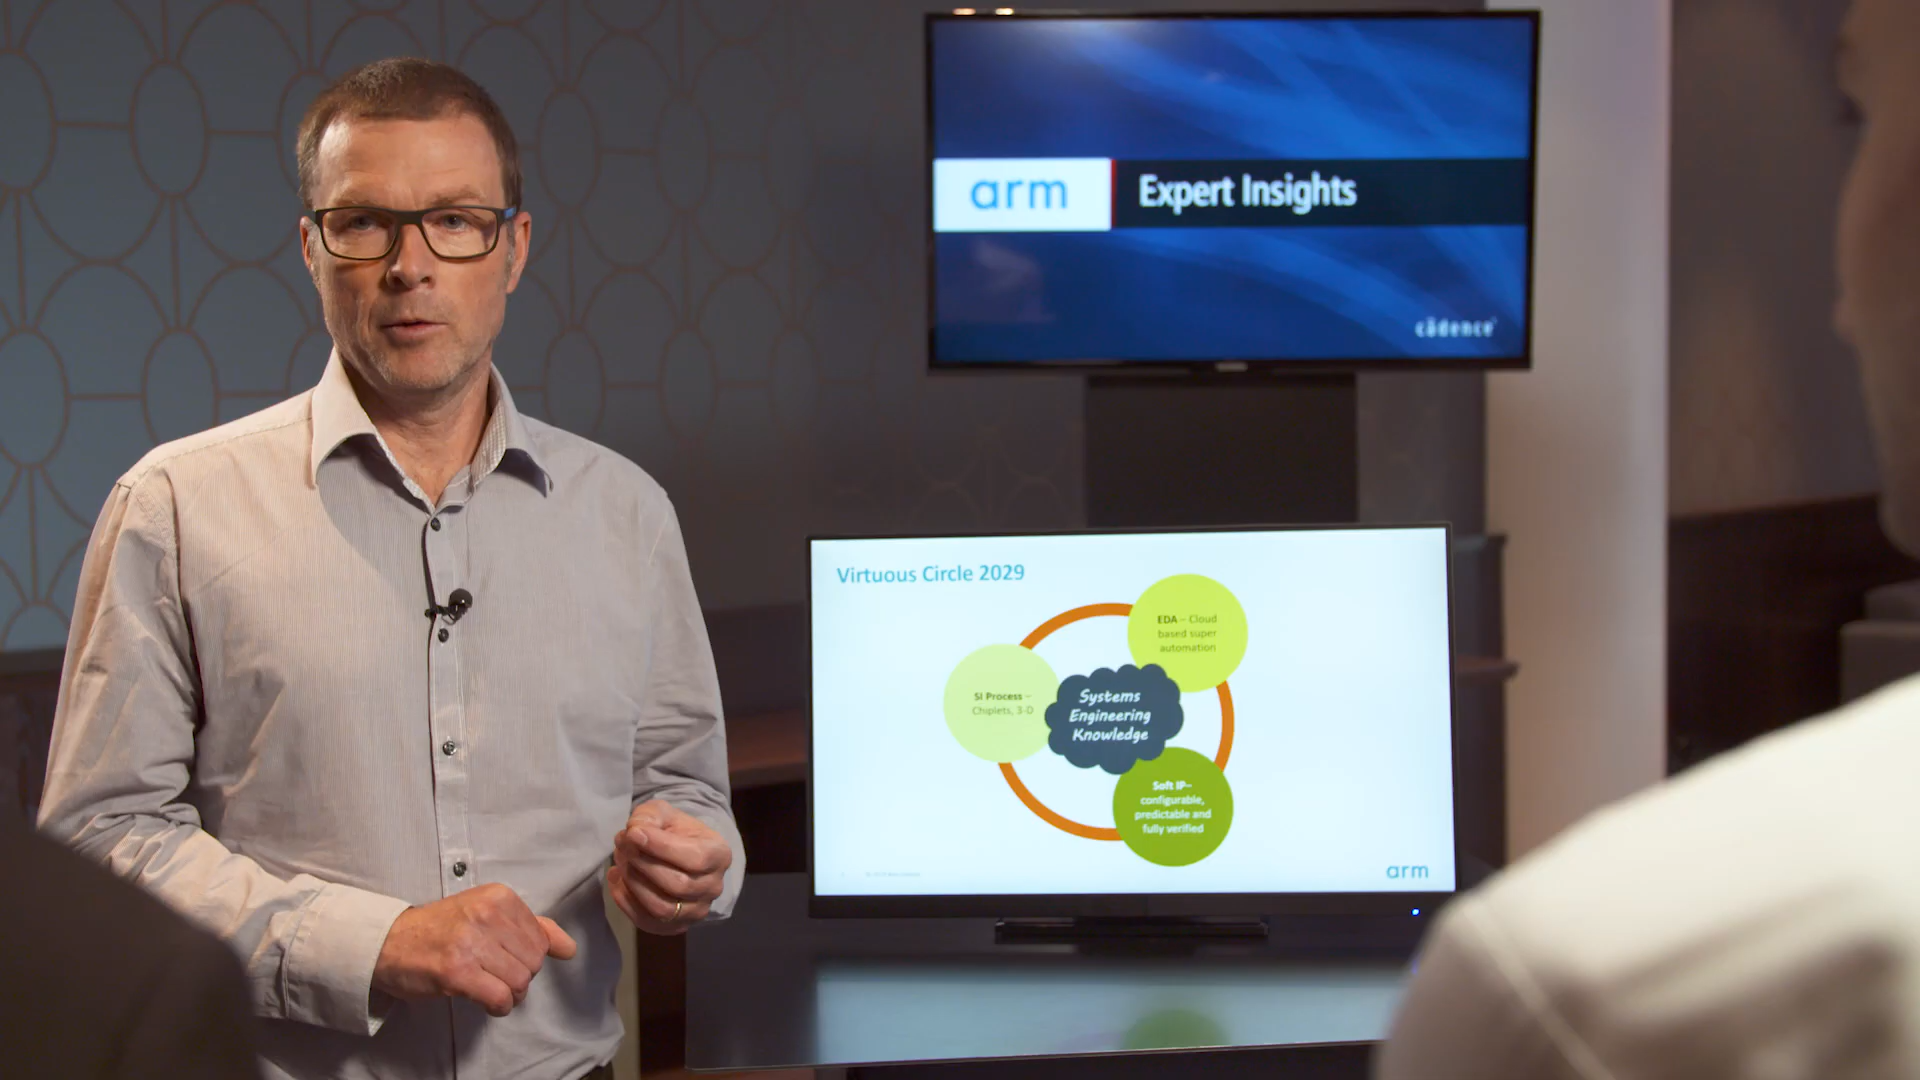 arm
Expert Insights
cādence
Virtuous Circle 2029
EDA – Cloud
based super
automation
SI Process –
Chiplets, 3-D
Systems
Engineering
Knowledge
Soft IP–
configurable,
predictable and
fully verified
arm